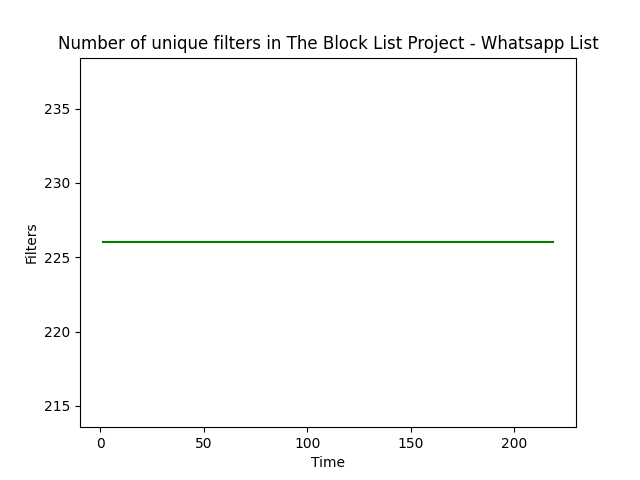 Number of unique filters in The Block List Project - Whatsapp List
235
230
225
220
215
Filters
0 50 100 150 200
Time